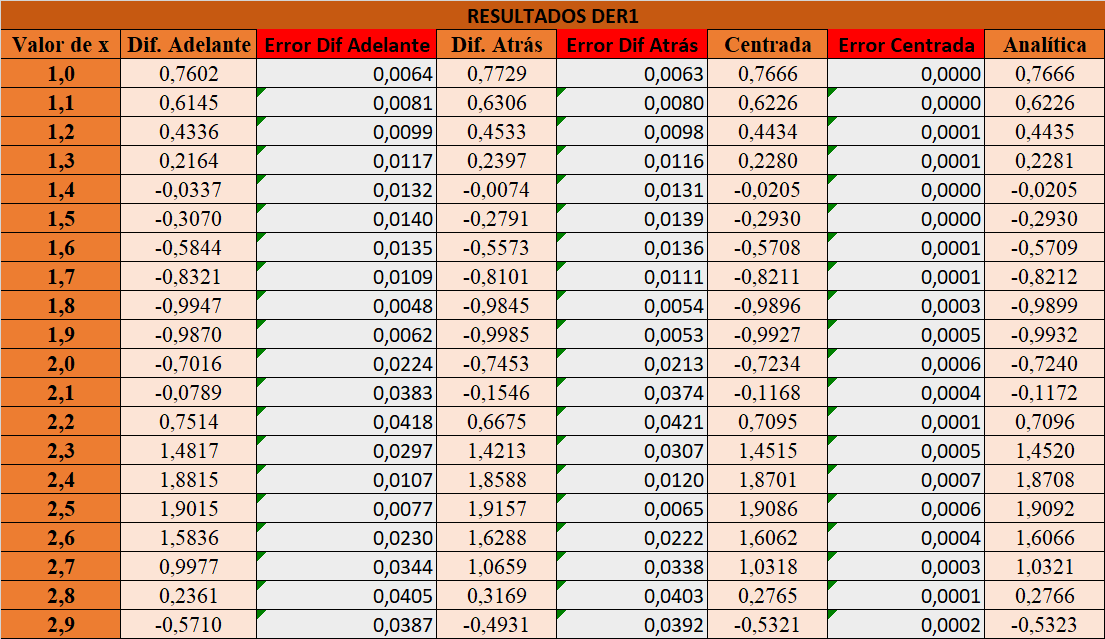 RESULTADOS DER1
Valor de x Dif. Adelante Error Dif Adelante Dif. Atrás Error Dif Atrás Centrada Error Centrada Analítica
1,0 0,7602 0,0064 0,7729 0,0063 0,7666 0,0000 0,7666
1,1 0,6145 0,0081 0,6306 0,0080 0,6226 0,0000 0,6226
1,2 0,4336 0,0099 0,4533 0,0098 0,4434 0,0001 0,4435
1,3 0,2164 0,0117 0,2397 0,0116 0,2280 0,0001 0,2281
1,4 -0,0337 0,0132 -0,0074 0,0131 -0,0205 0,0000 -0,0205
1,5 -0,3070 0,0140 -0,2791 0,0139 -0,2930 0,0000 -0,2930
1,6 -0,5844 0,0135 -0,5573 0,0136 -0,5708 0,0001 -0,5709
1,7 -0,8321 0,0109 -0,8101 0,0111 -0,8211 0,0001 -0,8212
1,8 -0,9947 0,0048 -0,9845 0,0054 -0,9896 0,0003 -0,9899
1,9 -0,9870 0,0062 -0,9985 0,0053 -0,9927 0,0005 -0,9932
2,0 -0,7016 0,0224 -0,7453 0,0213 -0,7234 0,0006 -0,7240
2,1 -0,0789 0,0383 -0,1546 0,0374 -0,1168 0,0004 -0,1172
2,2 0,7514 0,0418 0,6675 0,0421 0,7095 0,0001 0,7096
2,3 1,4817 0,0297 1,4213 0,0307 1,4515 0,0005 1,4520
2,4 1,8815 0,0107 1,8588 0,0120 1,8701 0,0007 1,8708
2,5 1,9015 0,0077 1,9157 0,0065 1,9086 0,0006 1,9092
2,6 1,5836 0,0230 1,6288 0,0222 1,6062 0,0004 1,6066
2,7 0,9977 0,0344 1,0659 0,0338 1,0318 0,0003 1,0321
2,8 0,2361 0,0405 0,3169 0,0403 0,2765 0,0001 0,2766
2,9 -0,5710 0,0387 -0,4931 0,0392 -0,5321 0,0002 -0,5323